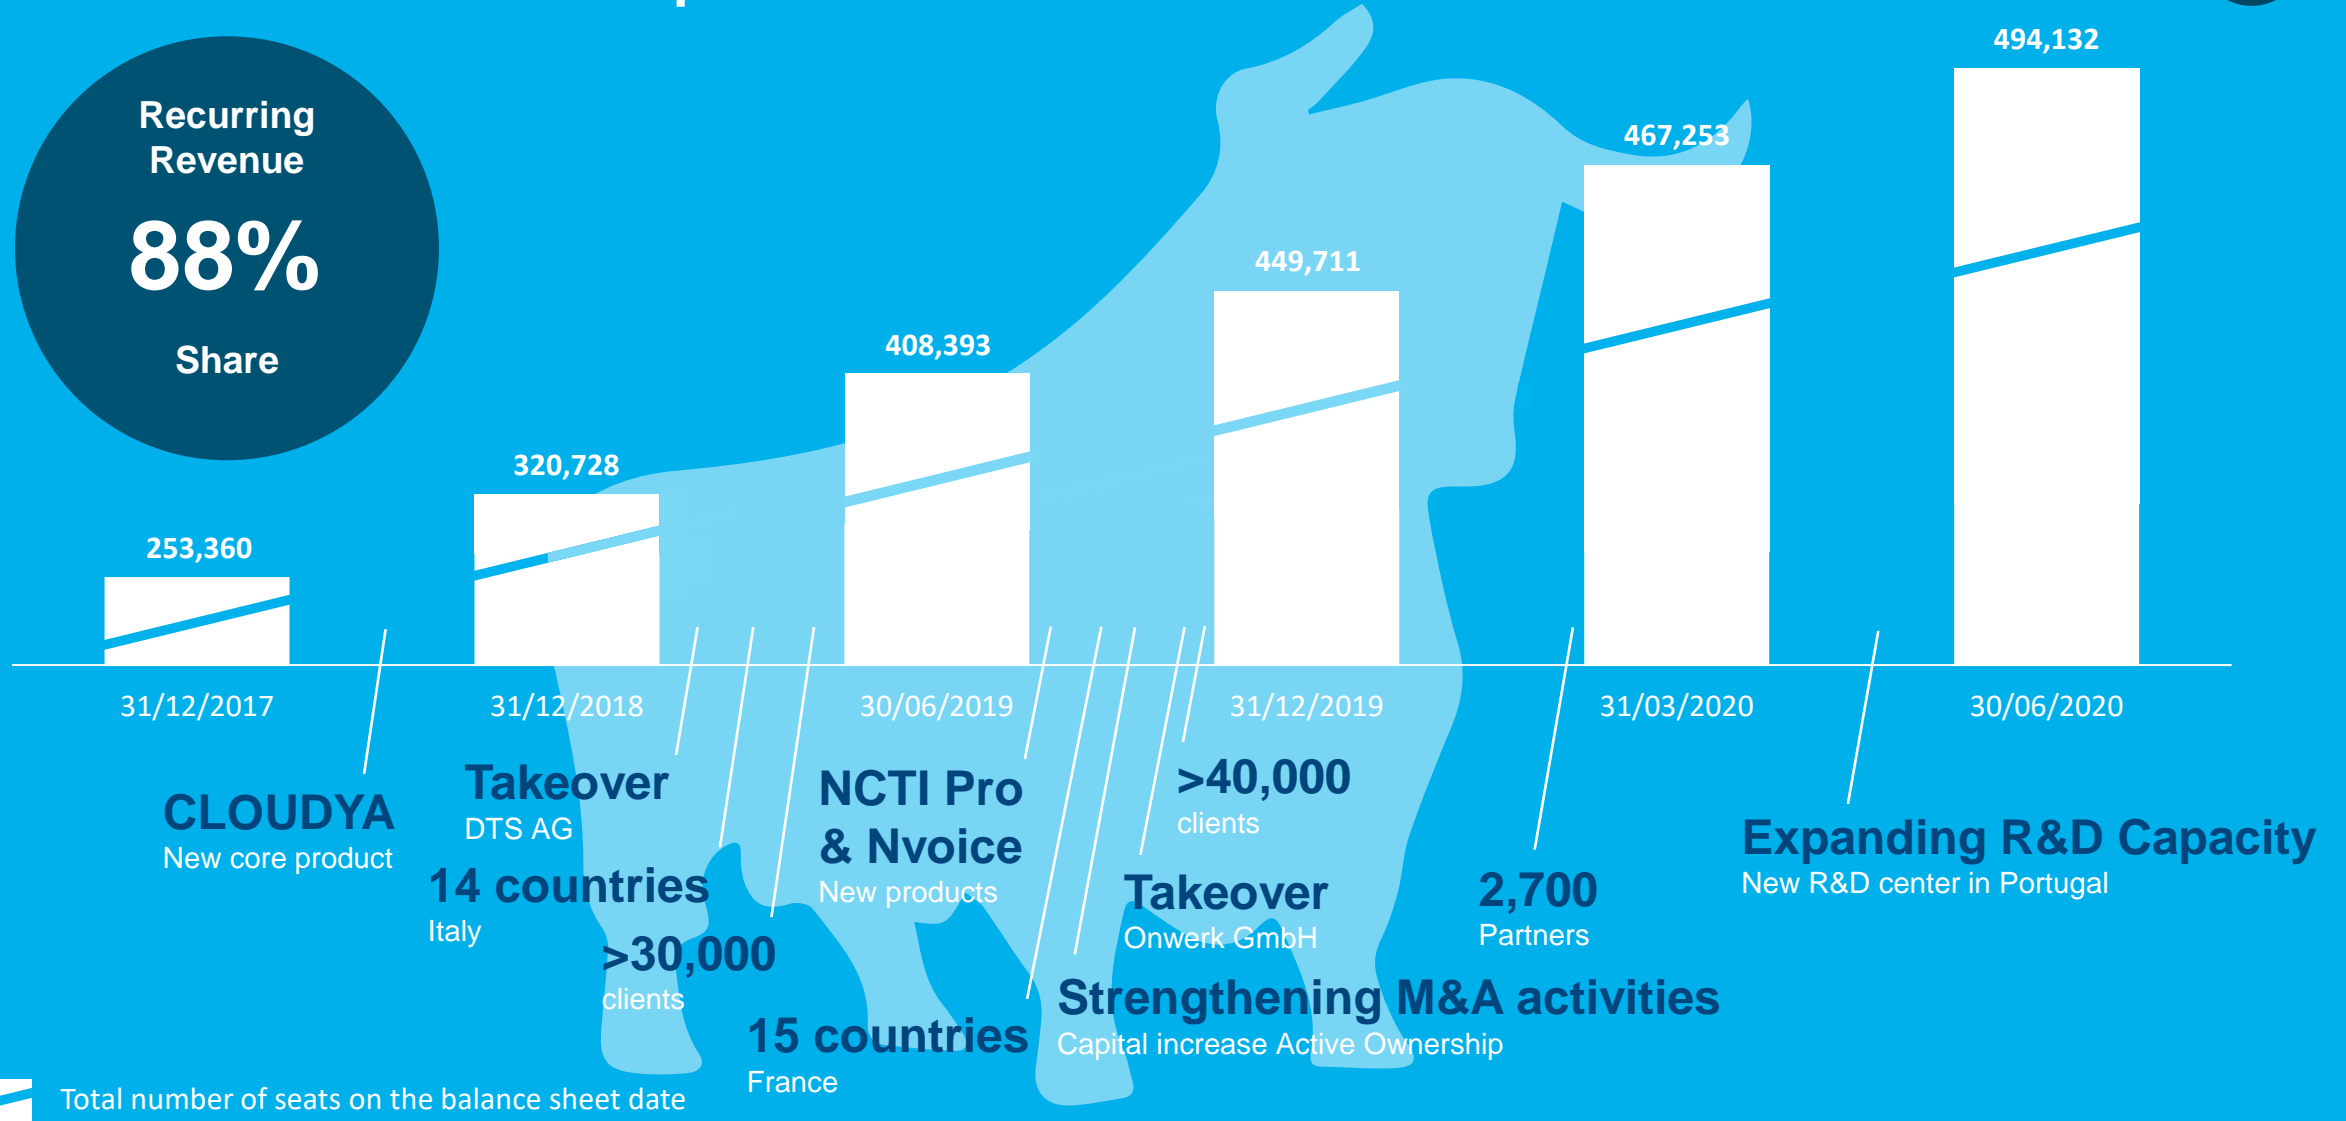 Recurring
Revenue
88%
Share
253,360
320,728
408,393
449,711
467,253
494,132
31/12/2017
31/12/2018
30/06/2019
31/12/2019
31/03/2020
30/06/2020
CLOUDYA
New core product
Takeover
DTS AG
14 countries
Italy
>30,000
clients
NCTI Pro
& Nvoice
New products
15 countries
France
>40,000
clients
Takeover
Onwerk GmbH
Strengthening M&A activities
Capital increase Active Ownership
2,700
Partners
Expanding R&D Capacity
New R&D center in Portugal
Total number of seats on the balance sheet date